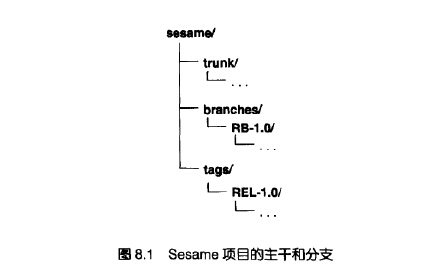 sesame/
trunk/
...
branches/
RB-1.0/
...
tags/
REL-1.0/
...
图 8.1 Sesame 项目的主干和分支